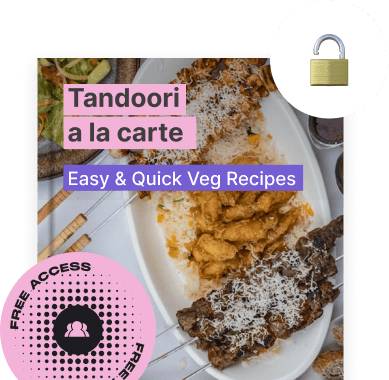 Tandoori
a la carte
Easy & Quick Veg Recipes
FREE ACCESS
FREE